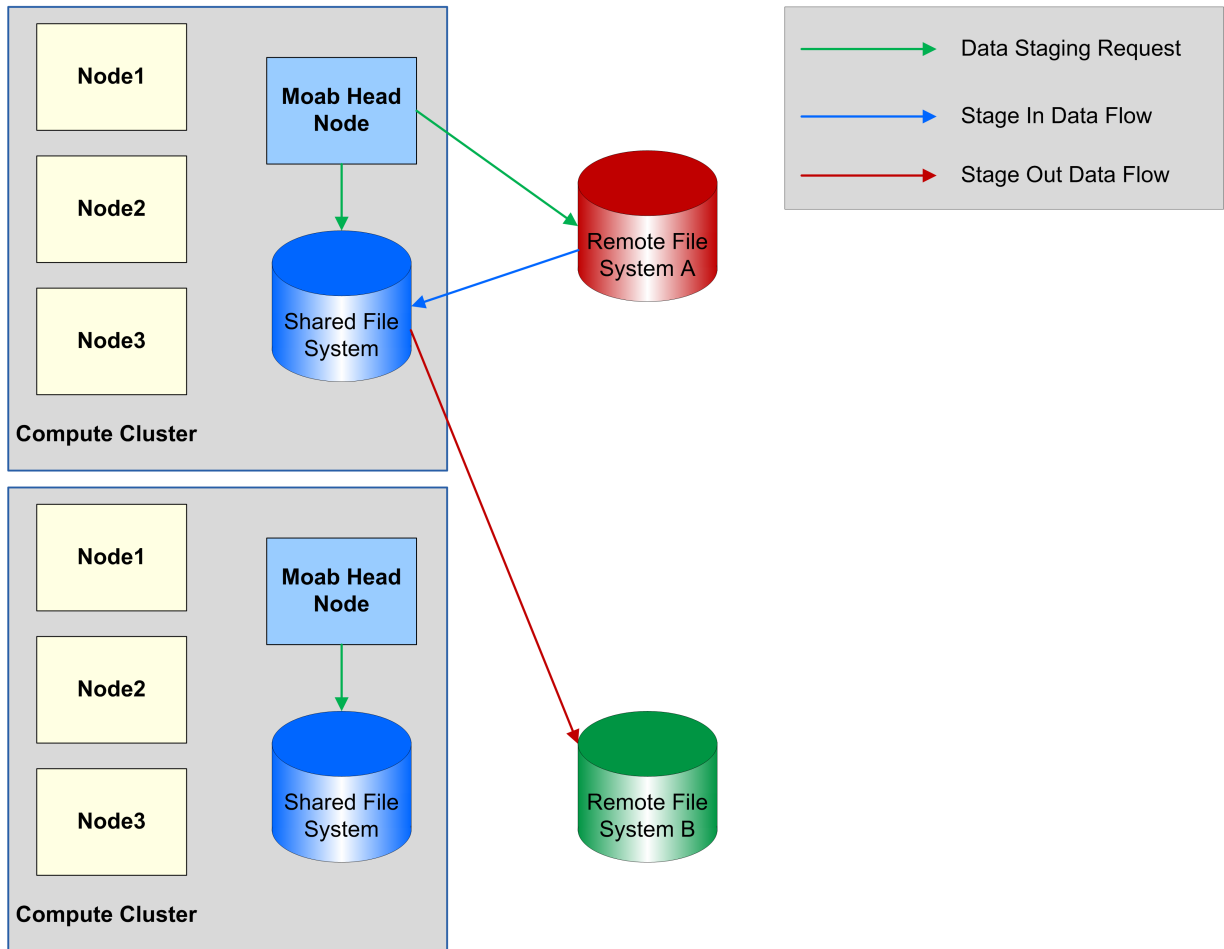 Node1
Node2
Node3
Moab Head
Node
Shared File
System
Compute Cluster
Remote File
System A
Data Staging Request
Stage In Data Flow
Stage Out Data Flow
Node1
Node2
Node3
Moab Head
Node
Shared File
System
Compute Cluster
Remote File
System B